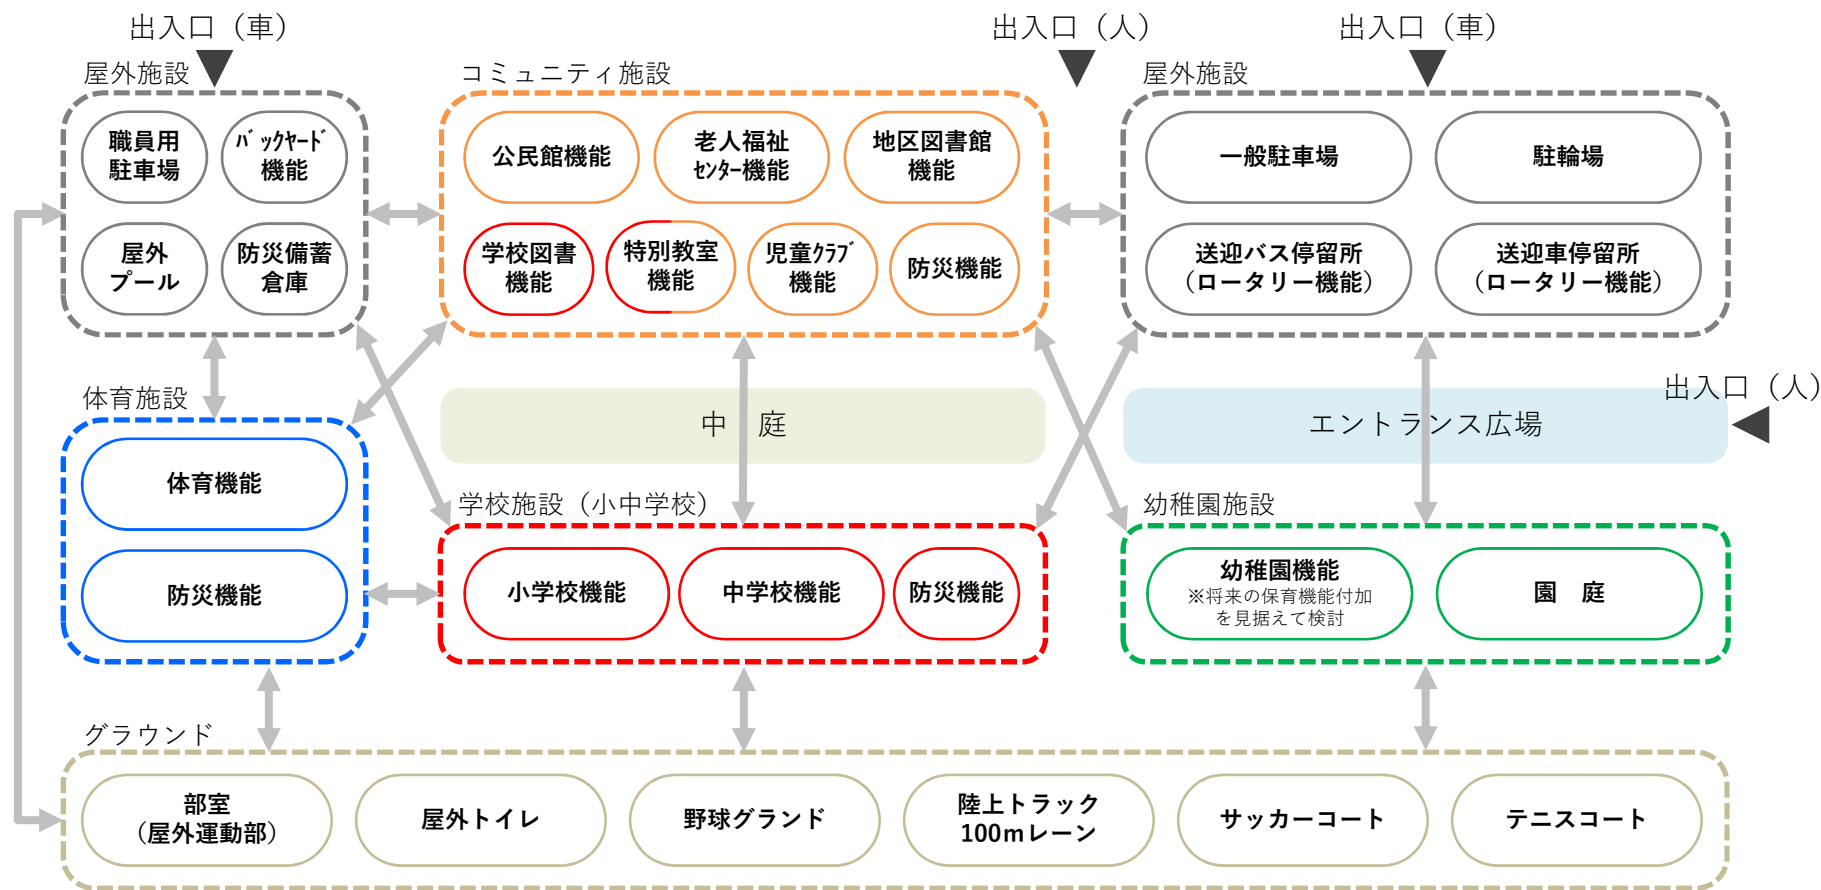 出入口（車）
出入口（人）
出入口（車）
屋外施設
職員用
駐車場
ﾊﾞｯｸﾔｰﾄﾞ
機能
屋外
プール
防災備蓄
倉庫
コミュニティ施設
公民館機能
老人福祉
ｾﾝﾀｰ機能
地区図書館
機能
学校図書
機能
特別教室
機能
児童ｸﾗﾌﾞ
機能
防災機能
屋外施設
一般駐車場
駐輪場
送迎バス停留所
（ロータリー機能）
送迎車停留所
（ロータリー機能）
中　庭
エントランス広場
出入口（人）
体育施設
体育機能
防災機能
学校施設（小中学校）
小学校機能
中学校機能
防災機能
幼稚園施設
幼稚園機能
※将来の保育機能付加
を見据えて検討
園　庭
グラウンド
部室
（屋外運動部）
屋外トイレ
野球グランド
陸上トラック
100mレーン
サッカーコート
テニスコート